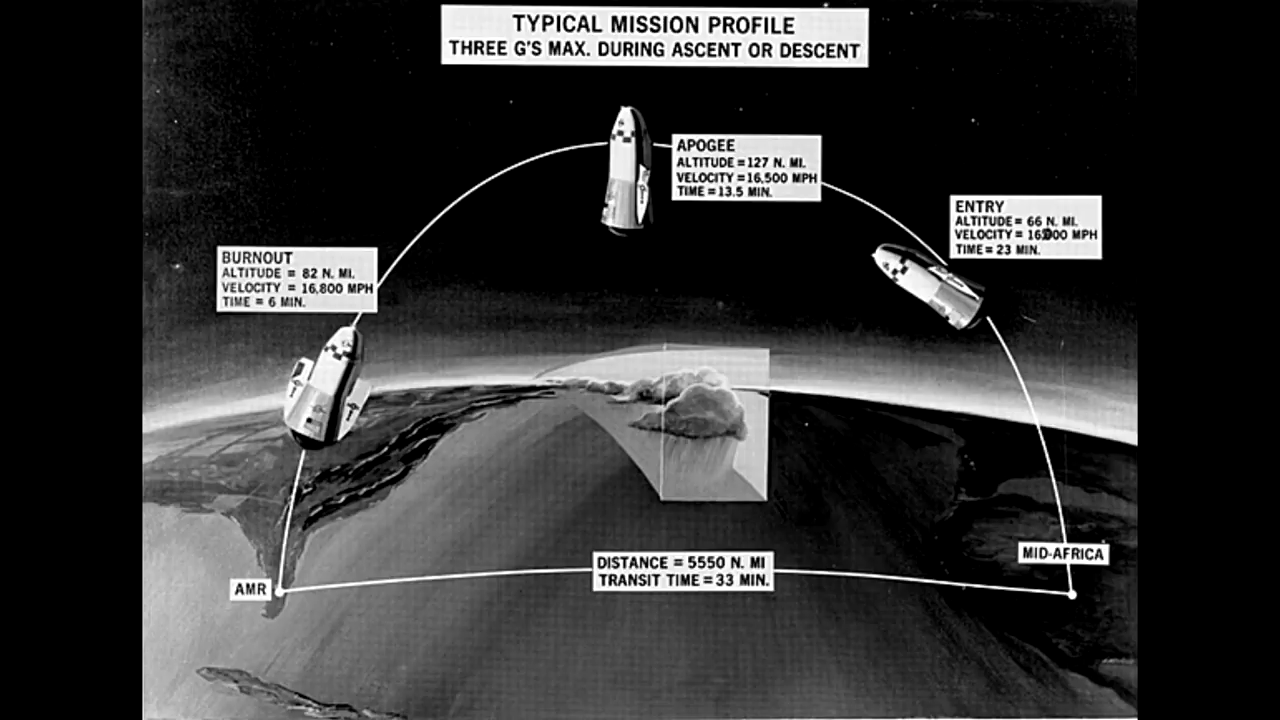 TYPICAL MISSION PROFILE
THREE G'S MAX. DURING ASCENT OR DESCENT
APOGEE
ALTITUDE = 127 N. MI.
VELOCITY = 16,500 MPH
TIME = 13.5 MIN.
ENTRY
ALTITUDE = 66 N. MI.
VELOCITY = MPH
TIME = 23 MIN.
BURNOUT
ALTITUDE = 82 N. MI.
VELOCITY = 16,800 MPH
TIME = 6 MIN.
MID-AFRICA
DISTANCE = 5550 N. MI
TRANSIT TIME = 33 MIN.
AMR